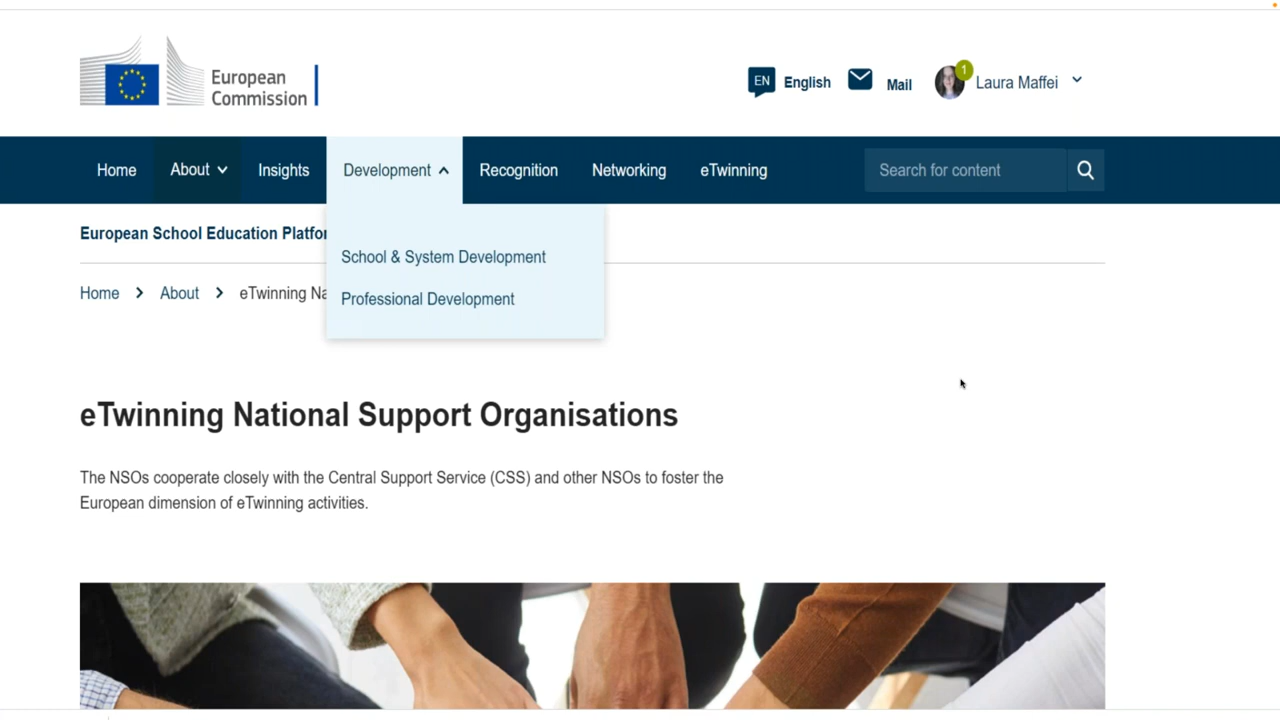 European
Commission
EN English Mail 1 Laura Maffei
Home About Insights Development Recognition Networking eTwinning Search for content
European School Education Platfor
School & System Development
Home About eTwinning Na
Professional Development
eTwinning National Support Organisations
The NSOs cooperate closely with the Central Support Service (CSS) and other NSOs to foster the
European dimension of eTwinning activities.